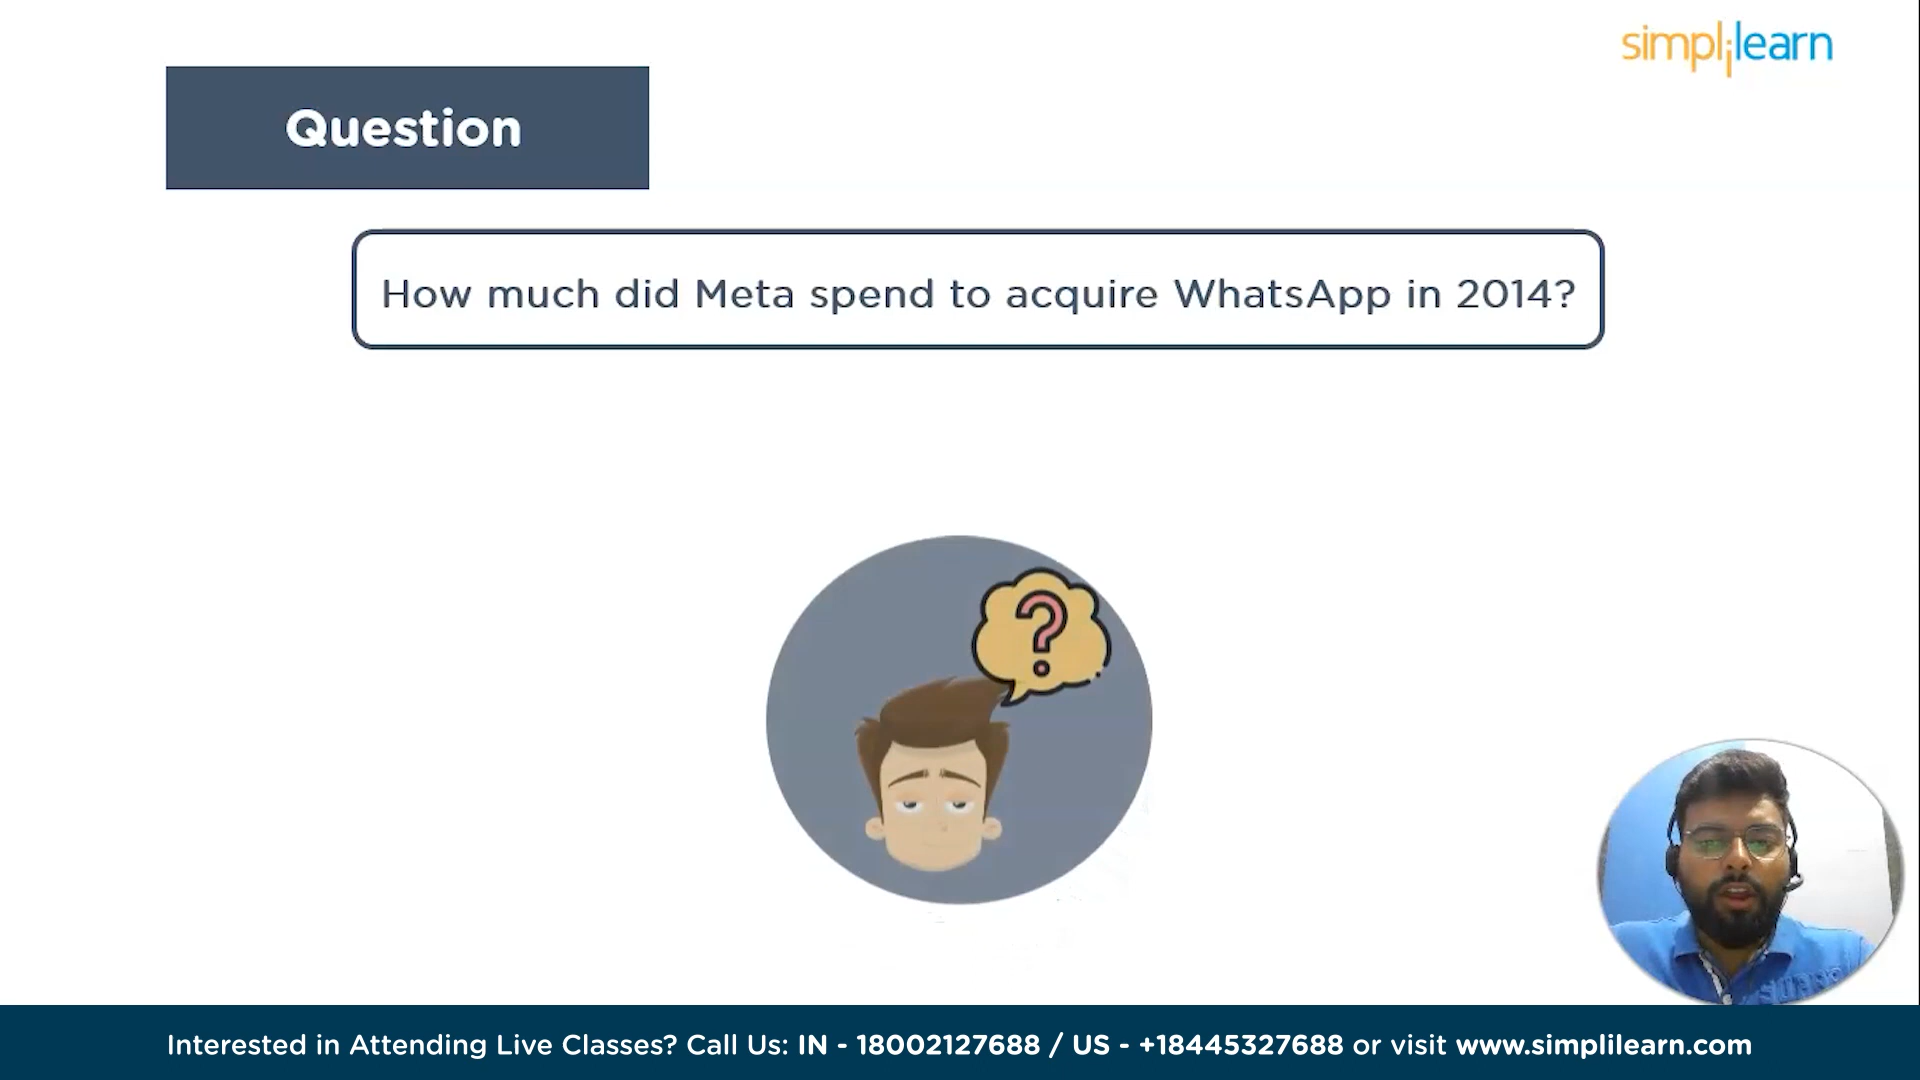 simplilearn
Question
How much did Meta spend to acquire WhatsApp in 2014?
?
Interested in Attending Live Classes? Call Us: IN - 18002127688 / US - +18445327688 or visit www.simplilearn.com